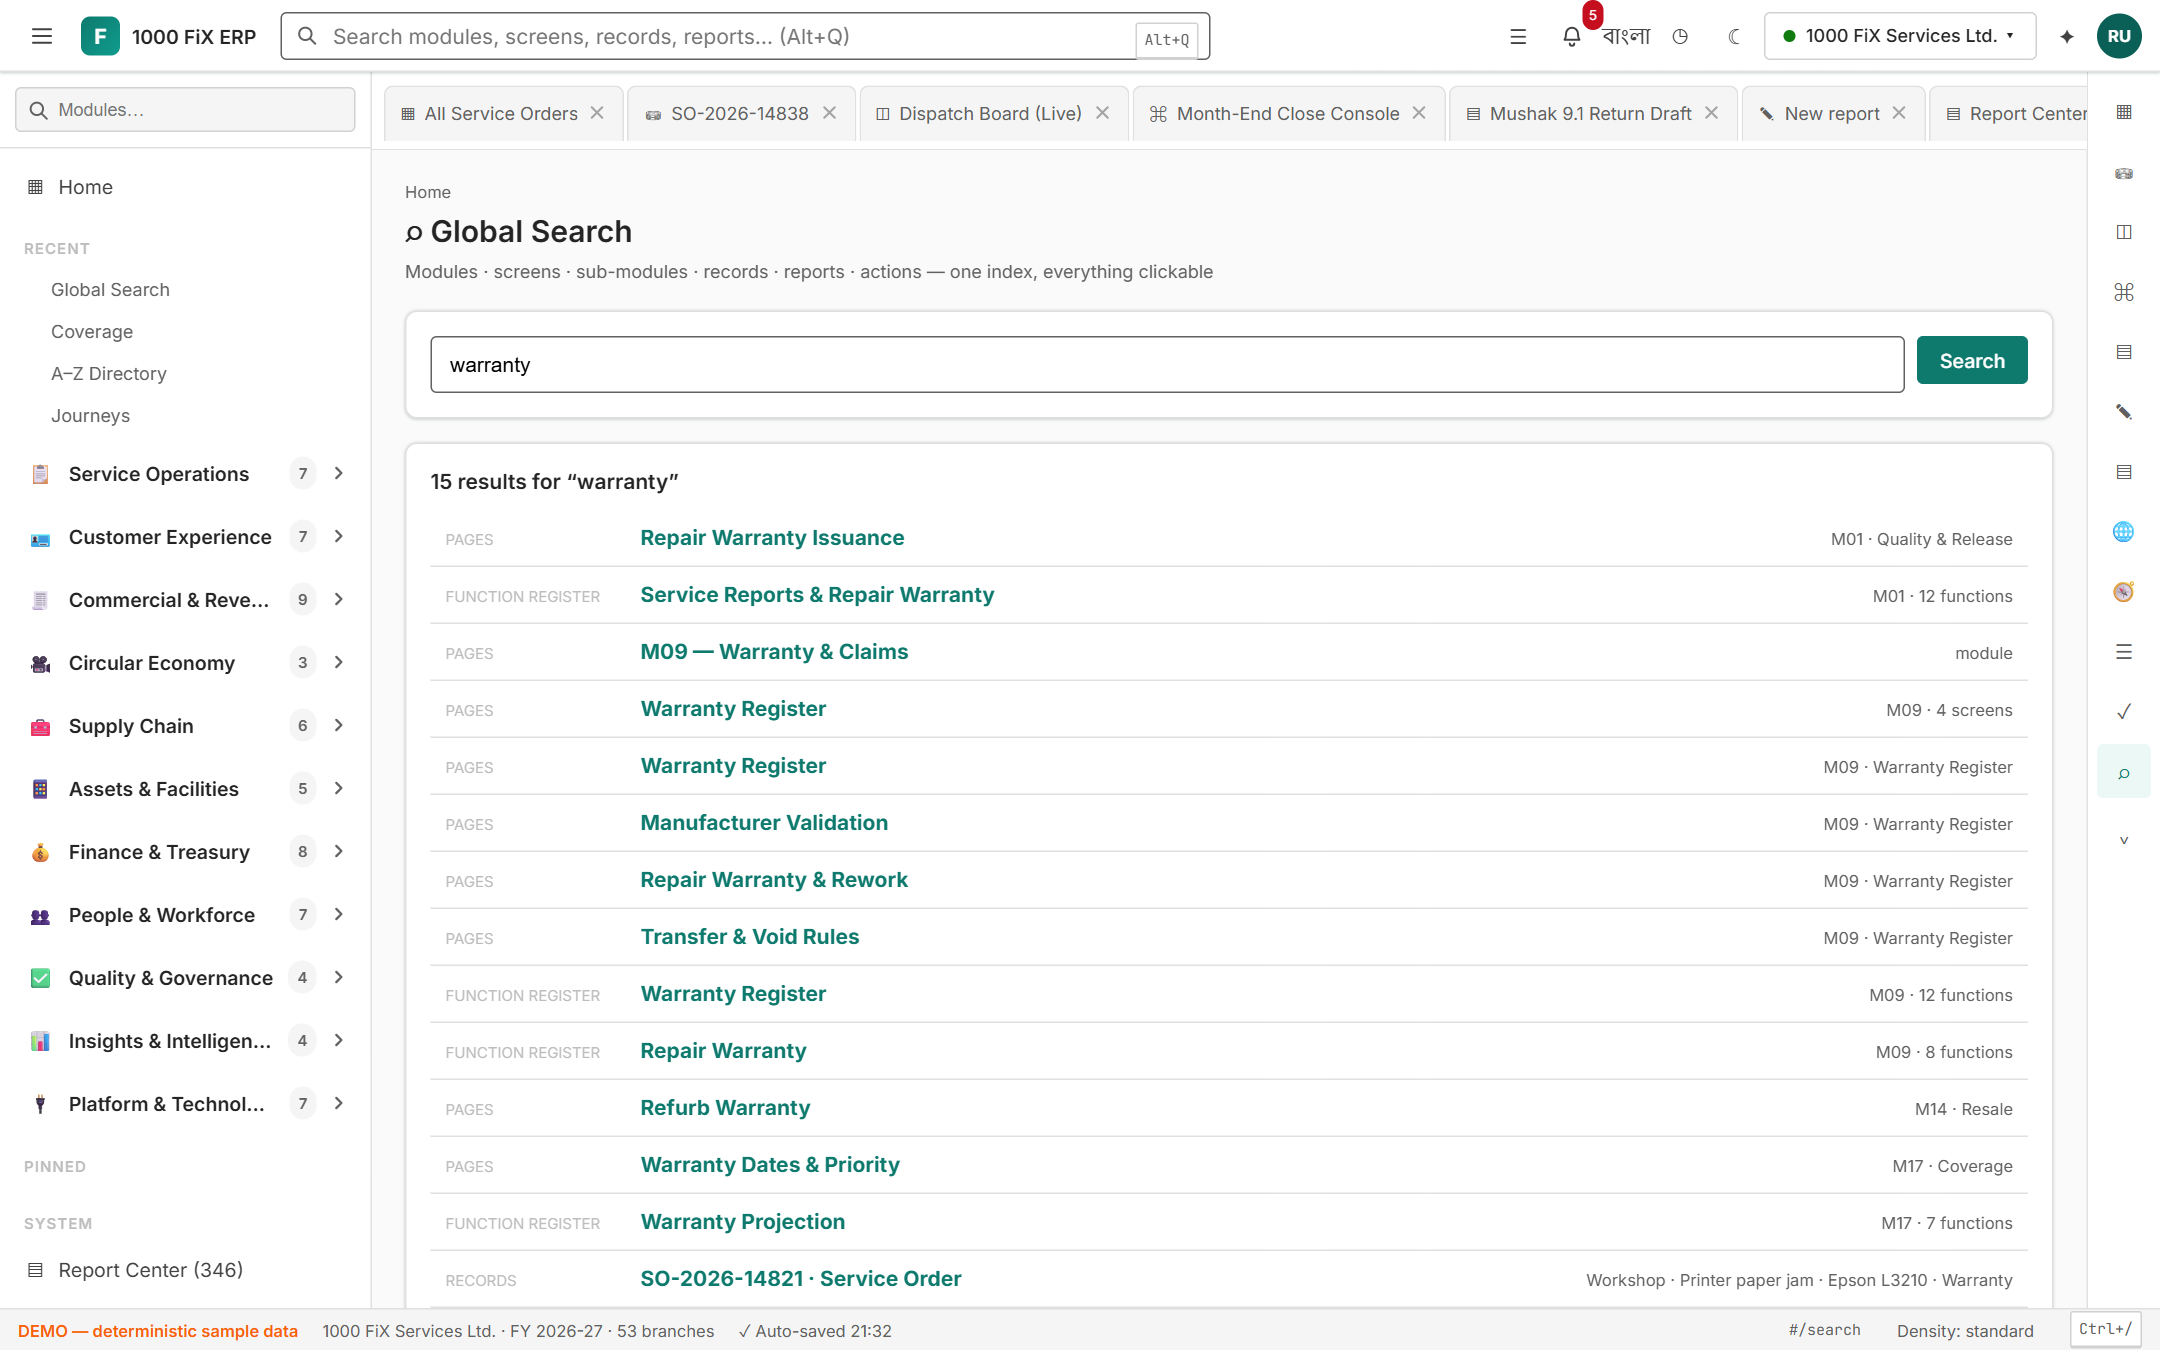 F 1000 FiX ERP
Search modules, screens, records, reports... (Alt+Q)
Alt+Q
5
বাংলা
1000 FiX Services Ltd.
RU
Modules...
Home
RECENT
Global Search
Coverage
A–Z Directory
Journeys
Service Operations 7
Customer Experience 7
Commercial & Reve... 9
Circular Economy 3
Supply Chain 6
Assets & Facilities 5
Finance & Treasury 8
People & Workforce 7
Quality & Governance 4
Insights & Intelligen... 4
Platform & Technol... 7
PINNED
SYSTEM
Report Center (346)
All Service Orders
SO-2026-14838
Dispatch Board (Live)
Month-End Close Console
Mushak 9.1 Return Draft
New report
Report Center
Home
Global Search
Modules · screens · sub-modules · records · reports · actions — one index, everything clickable
warranty
Search
15 results for “warranty”
PAGES Repair Warranty Issuance M01 · Quality & Release
FUNCTION REGISTER Service Reports & Repair Warranty M01 · 12 functions
PAGES M09 — Warranty & Claims module
PAGES Warranty Register M09 · 4 screens
PAGES Warranty Register M09 · Warranty Register
PAGES Manufacturer Validation M09 · Warranty Register
PAGES Repair Warranty & Rework M09 · Warranty Register
PAGES Transfer & Void Rules M09 · Warranty Register
FUNCTION REGISTER Warranty Register M09 · 12 functions
FUNCTION REGISTER Repair Warranty M09 · 8 functions
PAGES Refurb Warranty M14 · Resale
PAGES Warranty Dates & Priority M17 · Coverage
FUNCTION REGISTER Warranty Projection M17 · 7 functions
RECORDS SO-2026-14821 · Service Order Workshop · Printer paper jam · Epson L3210 · Warranty
DEMO — deterministic sample data
1000 FiX Services Ltd. · FY 2026-27 · 53 branches
✓ Auto-saved 21:32
#/search
Density: standard
Ctrl+/